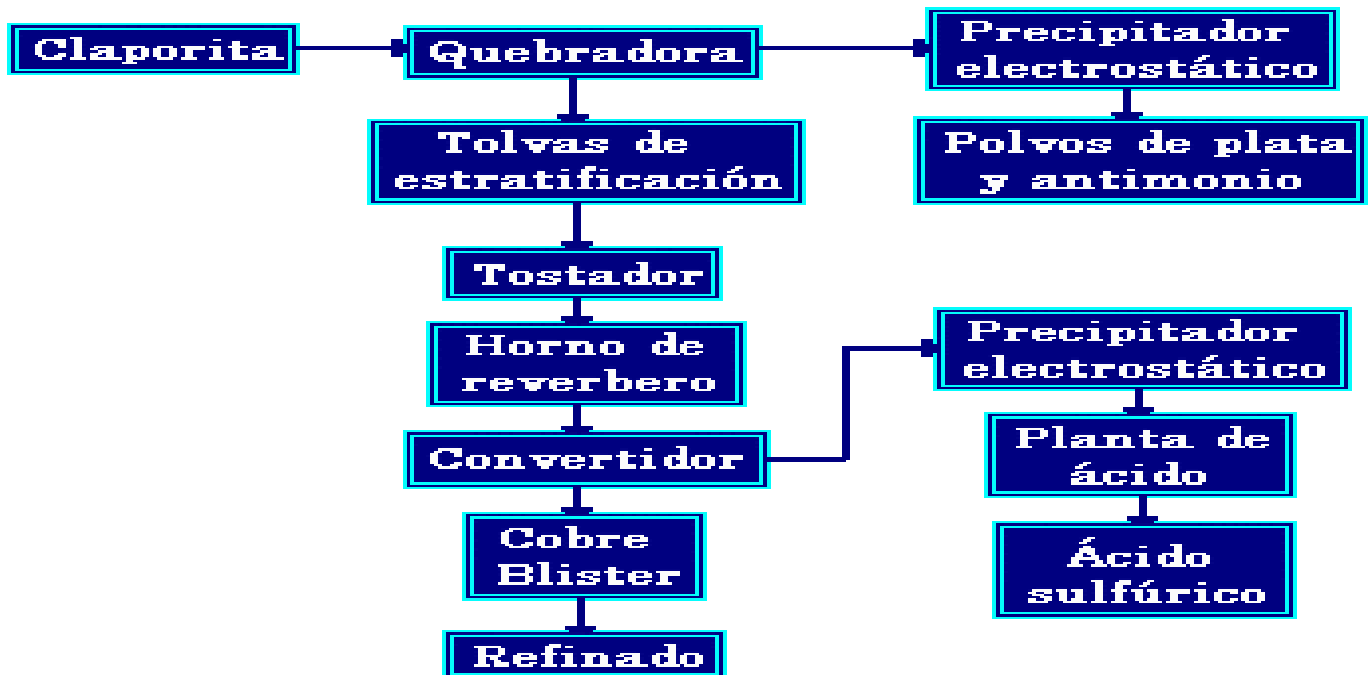 Claporita
Quebradora
Precipitador
electrostático
Tolvas de
estratificación
Polvos de plata
y antimonio
Tostador
Horno de
reverbero
Precipitador
electrostático
Convertidor
Planta de
ácido
Cobre
Blister
Ácido
sulfúrico
Refinado